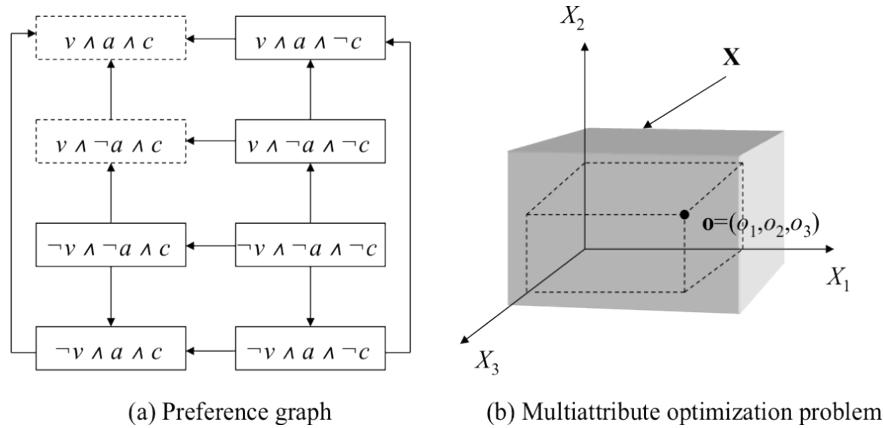 v ∧ a ∧ c
v ∧ a ∧ ¬c
v ∧ ¬a ∧ c
v ∧ ¬a ∧ ¬c
¬v ∧ ¬a ∧ c
¬v ∧ ¬a ∧ ¬c
¬v ∧ a ∧ c
¬v ∧ a ∧ ¬c
(a) Preference graph
X₂
X
o=(o₁,o₂,o₃)
X₁
X₃
(b) Multiattribute optimization problem